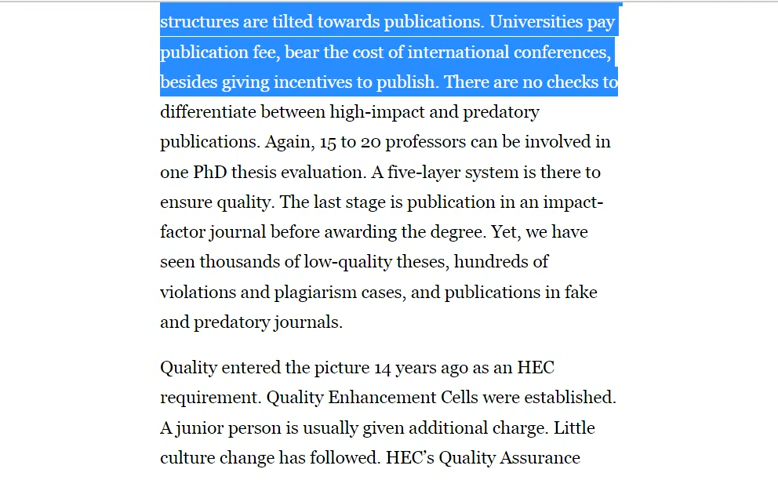 structures are tilted towards publications. Universities pay
publication fee, bear the cost of international conferences,
besides giving incentives to publish. There are no checks to
differentiate between high-impact and predatory
publications. Again, 15 to 20 professors can be involved in
one PhD thesis evaluation. A five-layer system is there to
ensure quality. The last stage is publication in an impact-
factor journal before awarding the degree. Yet, we have
seen thousands of low-quality theses, hundreds of
violations and plagiarism cases, and publications in fake
and predatory journals.
Quality entered the picture 14 years ago as an HEC
requirement. Quality Enhancement Cells were established.
A junior person is usually given additional charge. Little
culture change has followed. HEC’s Quality Assurance